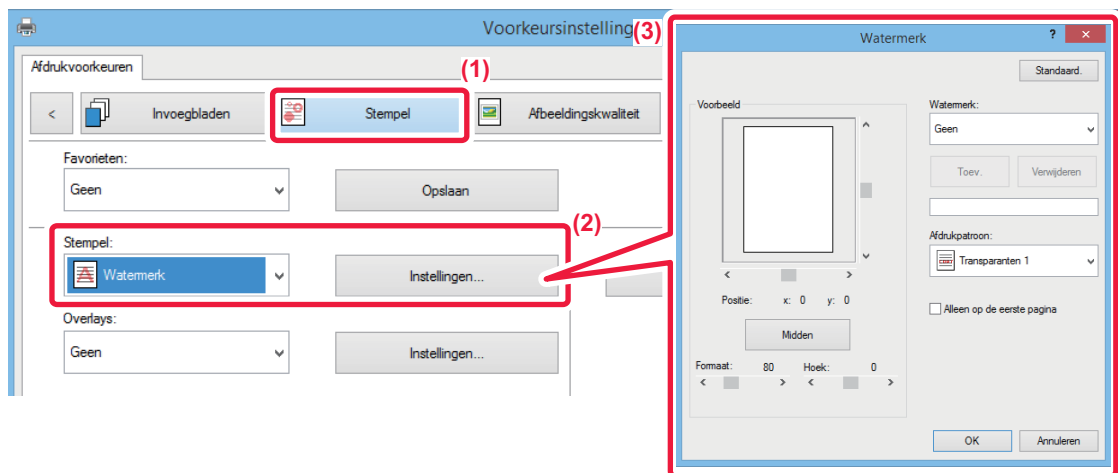 Voorkeursinstelling
Afdrukvoorkeuren
(1)
<
Invoegbladen
Stempel
Afbeeldingskwaliteit
Favorieten:
Geen
Opslaan
(2)
Stempel:
Watermerk
Instellingen...
Overlays:
Geen
Instellingen...
(3)
Watermerk
?
×
Standaard.
Voorbeeld
Watermerk:
Geen
Toev.
Verwijderen
Afdrukpatroon:
Transparanten 1
Positie: x: 0 y: 0
Alleen op de eerste pagina
Midden
Formaat: 80 Hoek: 0
OK
Annuleren